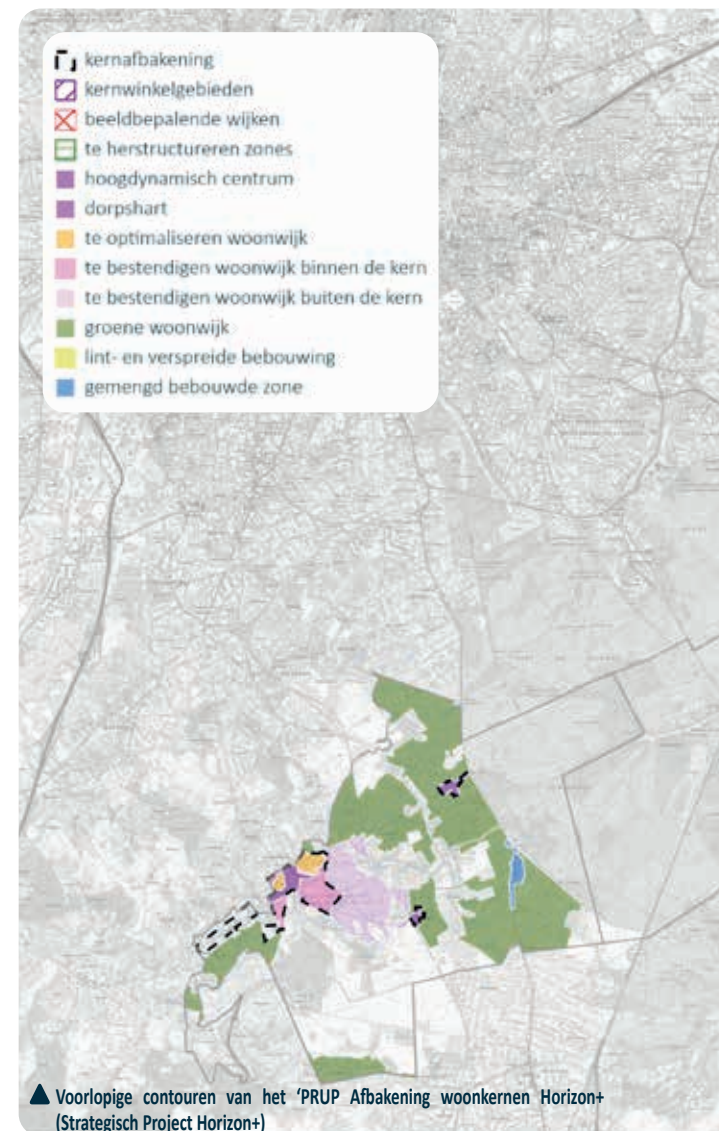 kernafbakening
kernwinkelgebieden
beeldbepalende wijken
te herstructureren zones
hoogdynamisch centrum
dorpshart
te optimaliseren woonwijk
te bestendigen woonwijk binnen de kern
te bestendigen woonwijk buiten de kern
groene woonwijk
lint- en verspreide bebouwing
gemengd bebouwde zone
Voorlopige contouren van het ‘PRUP Afbakening woonkernen Horizon+
(Strategisch Project Horizon+)